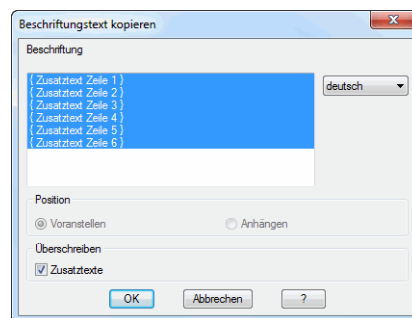 Beschriftungstext kopieren
Beschriftung
{ Zusatztext Zeile 1 }
{ Zusatztext Zeile 2 }
{ Zusatztext Zeile 3 }
{ Zusatztext Zeile 4 }
{ Zusatztext Zeile 5 }
{ Zusatztext Zeile 6 }
deutsch
Position
Voranstellen Anhängen
Überschreiben
Zusatztexte
OK Abbrechen ?